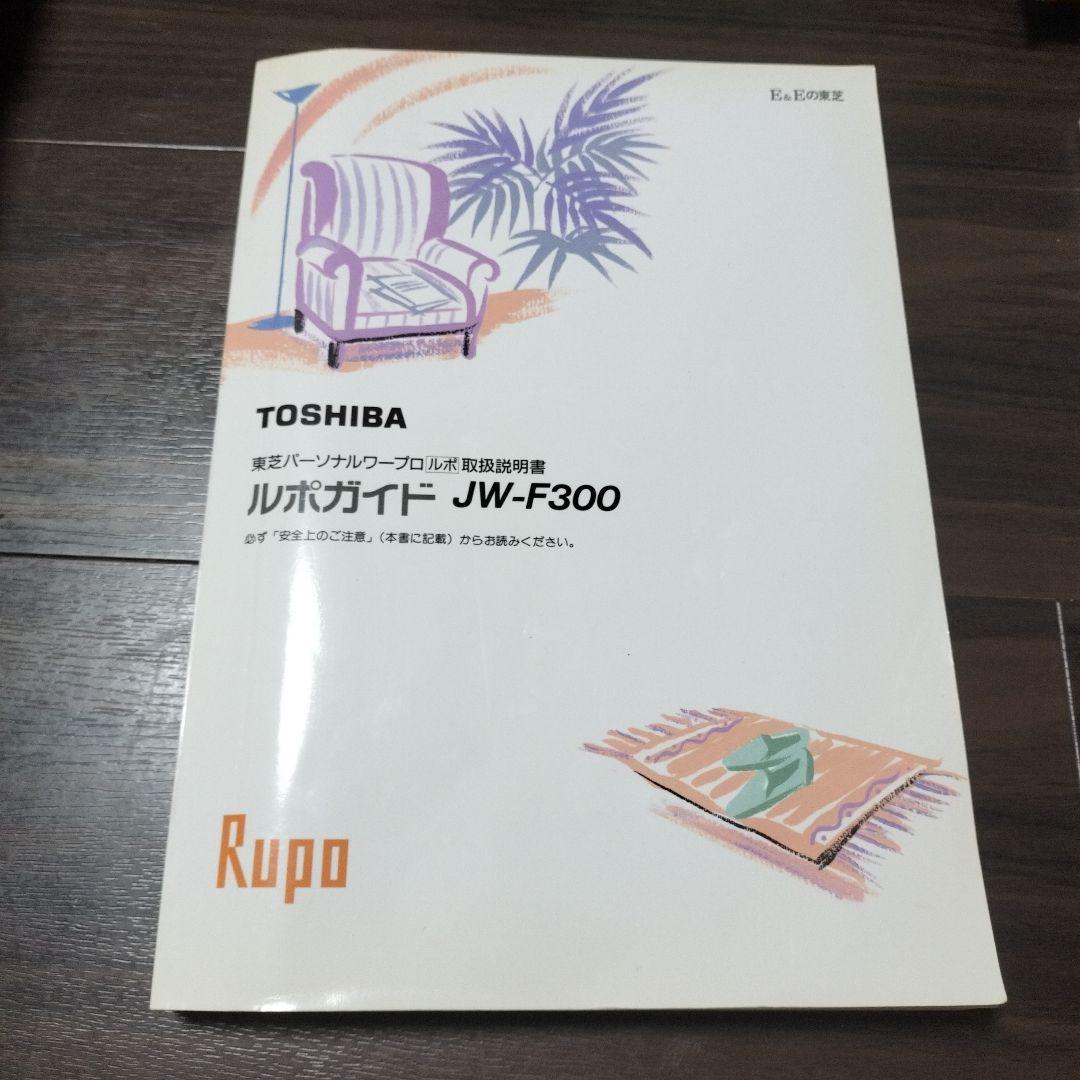 E&Eの東芝
TOSHIBA
東芝パーソナルワープロ ルポ 取扱説明書
ルポガイド JW-F300
必ず「安全上のご注意」(本書に記載)からお読みください。
Rupo